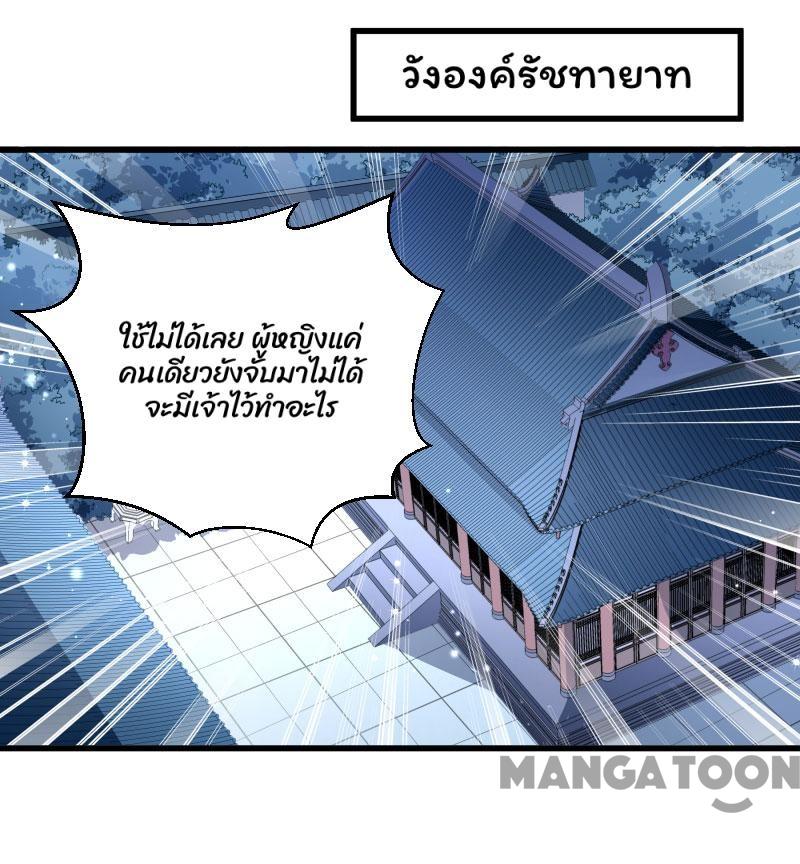 วังองค์รัชทายาท
ใช้ไม่ได้เลย ผู้หญิงแค่
คนเดียวยังจับมาไม่ได้
จะมีเจ้าไว้ทำอะไร
MANGATOON